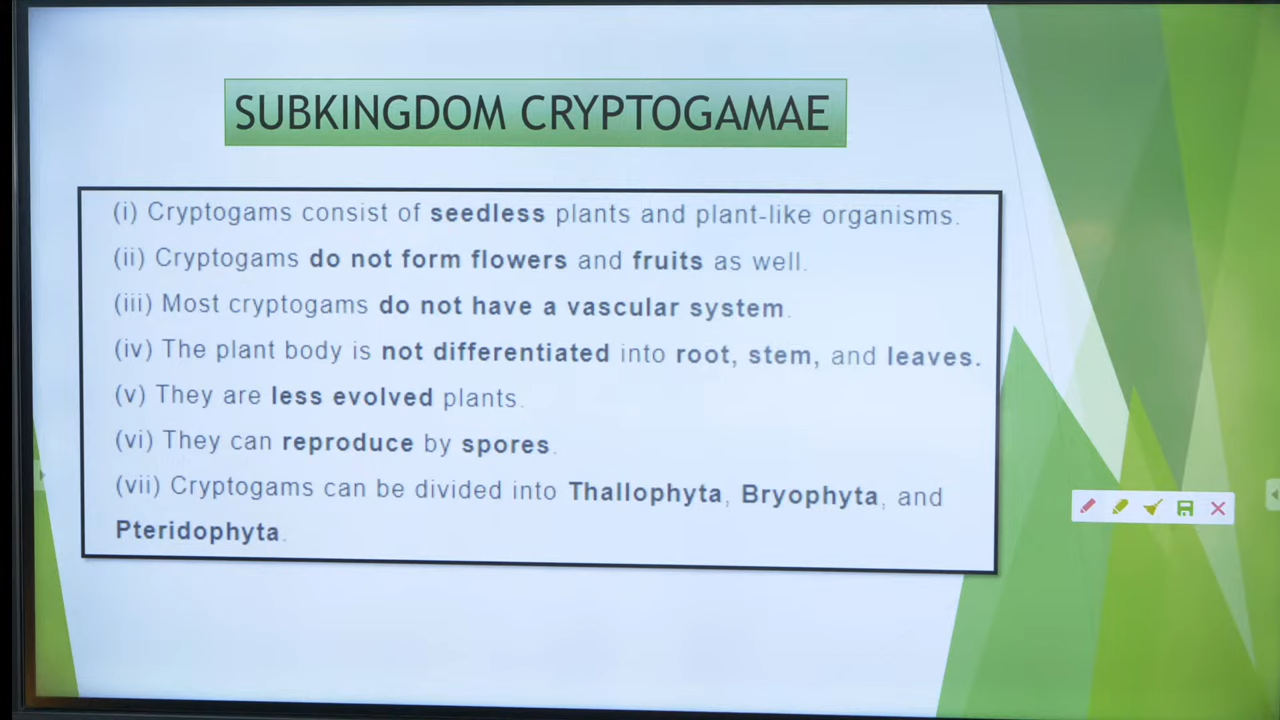 SUBKINGDOM CRYPTOGAMAE
(i) Cryptogams consist of seedless plants and plant-like organisms.
(ii) Cryptogams do not form flowers and fruits as well.
(iii) Most cryptogams do not have a vascular system.
(iv) The plant body is not differentiated into root, stem, and leaves.
(v) They are less evolved plants.
(vi) They can reproduce by spores.
(vii) Cryptogams can be divided into Thallophyta, Bryophyta, and
Pteridophyta.